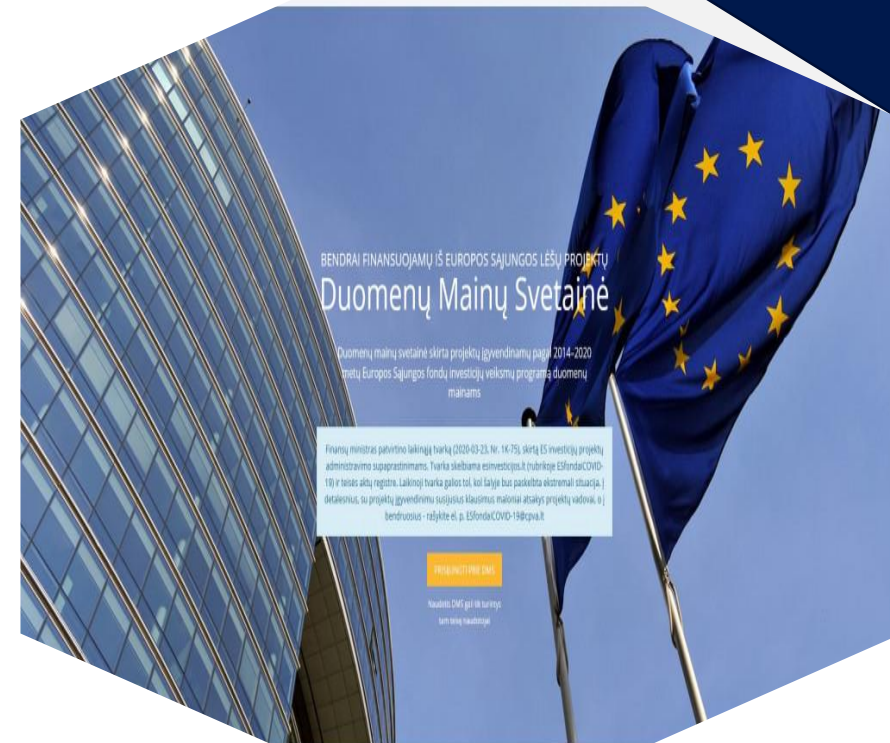 BENDRAI FINANSUOJAMŲ IŠ EUROPOS SĄJUNGOS LĖŠŲ PROJEKTŲ
Duomenų Mainų Svetainė
Duomenų mainų svetainė skirta projektų įgyvendinamų pagal 2014–2020
metų Europos Sąjungos fondų investicijų veiksmų programą duomenų
mainams
Finansų ministras patvirtino laikinąją tvarką (2020-03-23, Nr. 1K-75), skirtą ES investicijų projektų
administravimo supaprastinimams. Tvarka skelbiama esinvesticijos.lt (rubrikoje ESfondaiCOVID-
19) ir teisės aktų registre. Laikinoji tvarka galios tol, kol šalyje bus paskelbta ekstremali situacija. Į
detalesnius, su projektų įgyvendinimu susijusius klausimus maloniai atsakys projektų vadovai, o į
bendruosius - rašykite el. p. ESfondaiCOVID-19@cpva.lt
PRISIJUNGTI PRIE DMS
Naudotis DMS gali tik turintys
tam teisę naudotojai